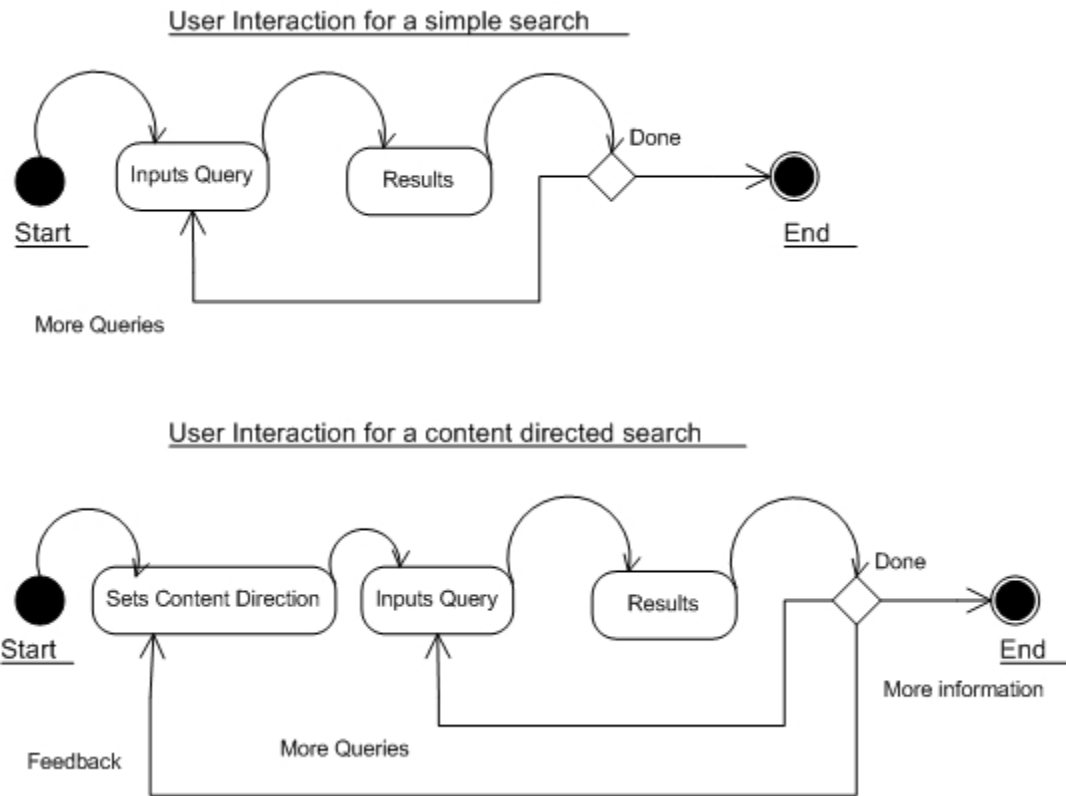 User Interaction for a simple search
Done
Inputs Query
Results
Start
End
More Queries
User Interaction for a content directed search
Done
Sets Content Direction
Inputs Query
Results
Start
End
More information
More Queries
Feedback